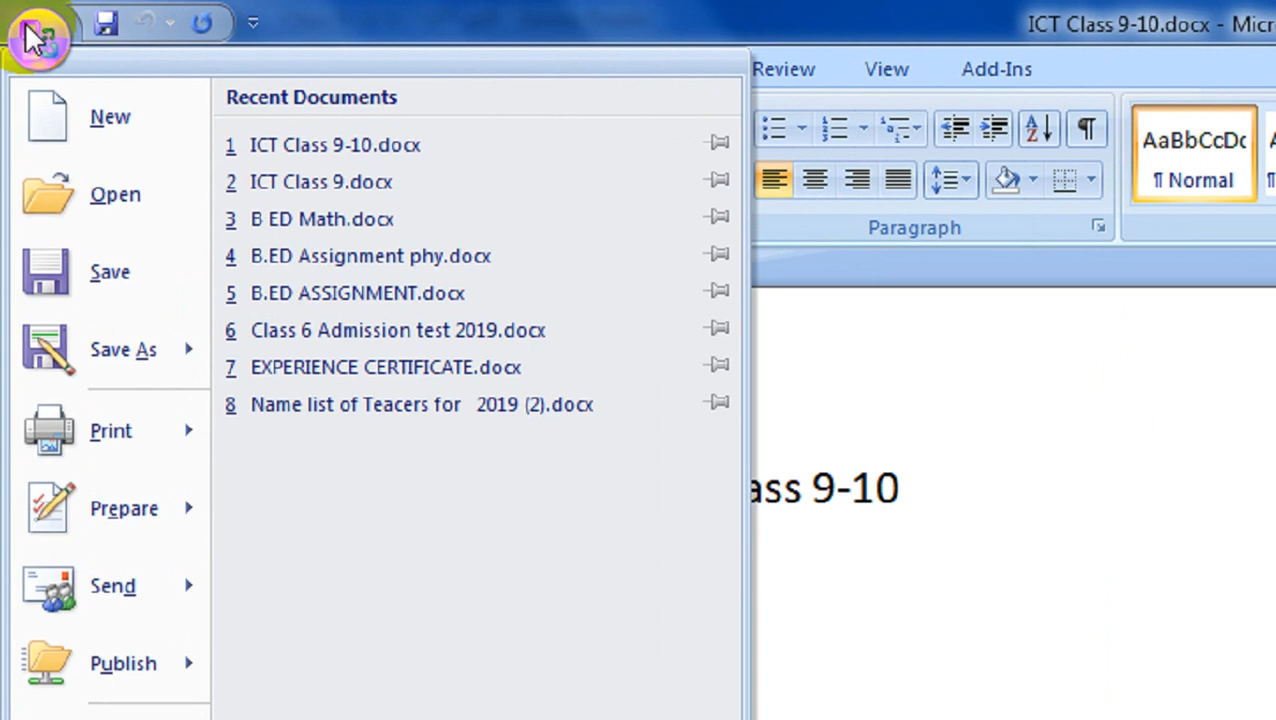 ICT Class 9-10.docx - Micr
Review View Add-Ins
New
Open
Save
Save As
Print
Prepare
Send
Publish
Recent Documents
1 ICT Class 9-10.docx
2 ICT Class 9.docx
3 B ED Math.docx
4 B.ED Assignment phy.docx
5 B.ED ASSIGNMENT.docx
6 Class 6 Admission test 2019.docx
7 EXPERIENCE CERTIFICATE.docx
8 Name list of Teacers for 2019 (2).docx
AaBbCcDc
¶ Normal
Paragraph
ass 9-10